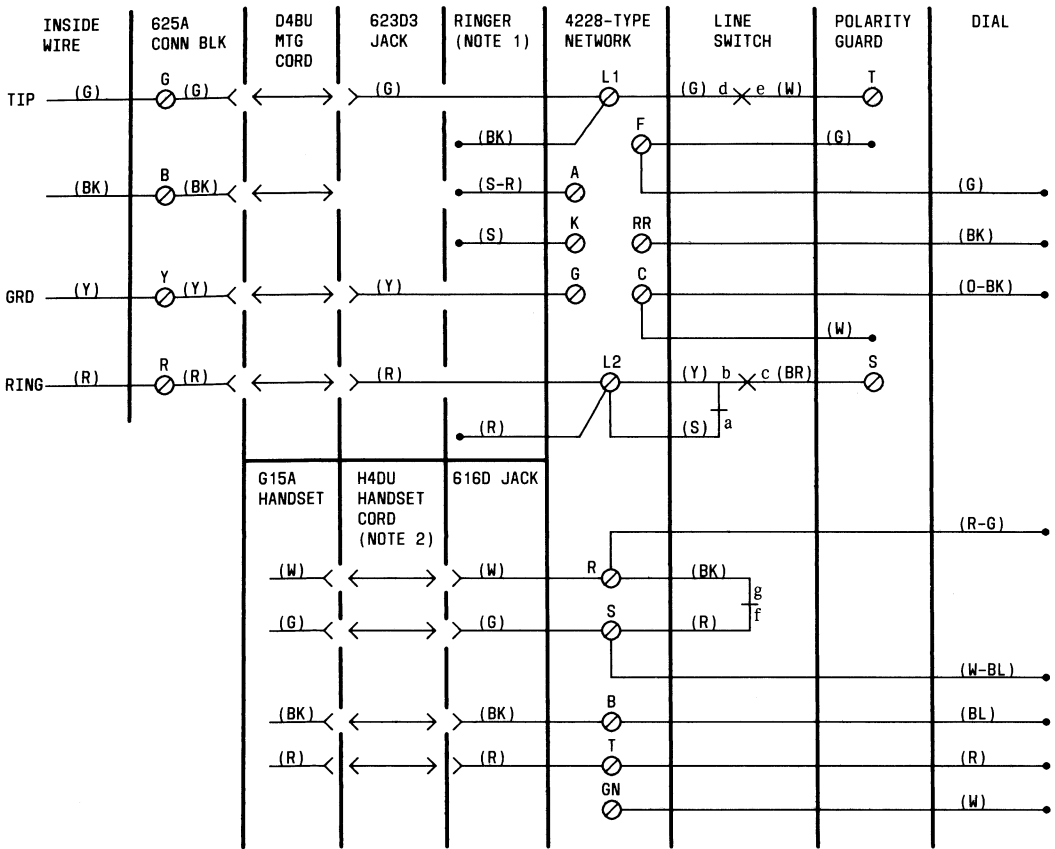 INSIDE WIRE
625A CONN BLK
D4BU MTG CORD
623D3 JACK
RINGER (NOTE 1)
4228-TYPE NETWORK
LINE SWITCH
POLARITY GUARD
DIAL
G L1 T
TIP (G) (G) (G) (G) d e (W)
(BK) F (G)
B A
(BK) (BK) (S-R) (G)
K RR
(S) (BK)
Y G C
GRD (Y) (Y) (Y) (O-BK)
(W)
R L2 S
RING (R) (R) (R) (Y) b c (BR)
a
(R) (S)
G15A HANDSET
H4DU HANDSET CORD (NOTE 2)
616D JACK
(R-G)
(W) (W) R (BK)
g
f
S
(G) (G) (R)
(W-BL)
B
(BK) (BK) (BL)
T
(R) (R) (R)
GN
(W)